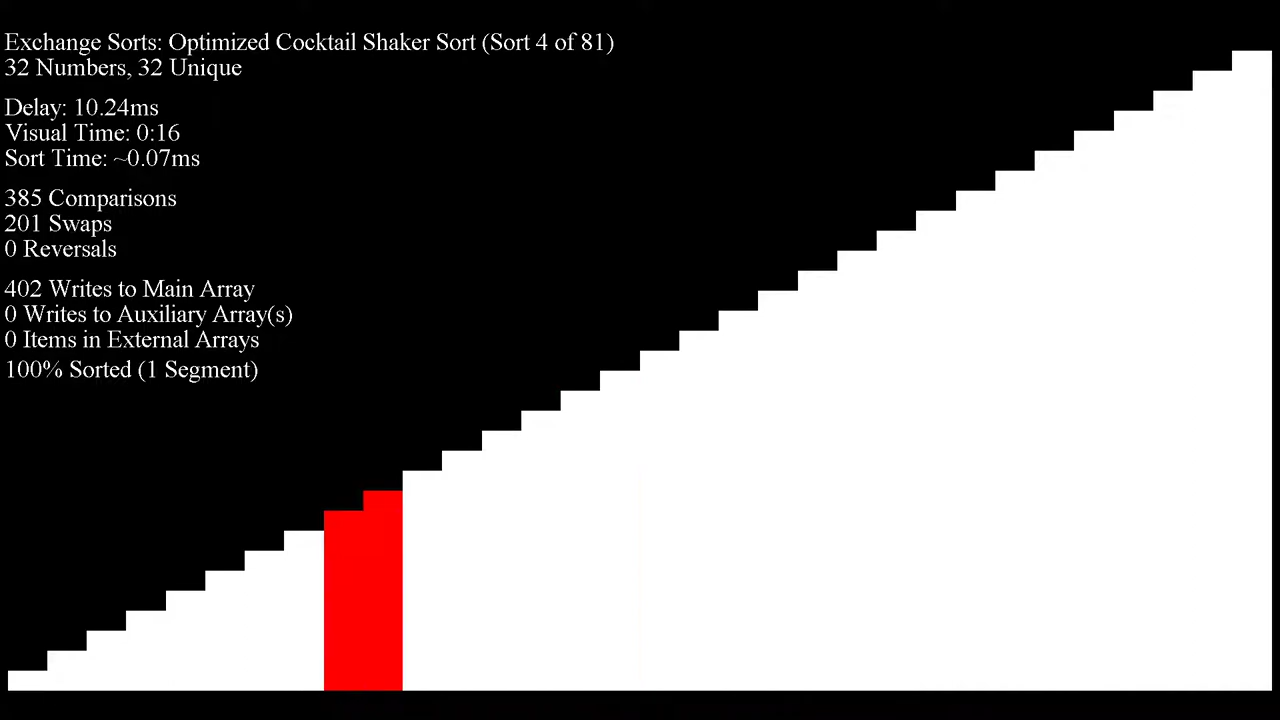 Exchange Sorts: Optimized Cocktail Shaker Sort (Sort 4 of 81)
32 Numbers, 32 Unique
Delay: 10.24ms
Visual Time: 0:16
Sort Time: ~0.07ms
385 Comparisons
201 Swaps
0 Reversals
402 Writes to Main Array
0 Writes to Auxiliary Array(s)
0 Items in External Arrays
100% Sorted (1 Segment)